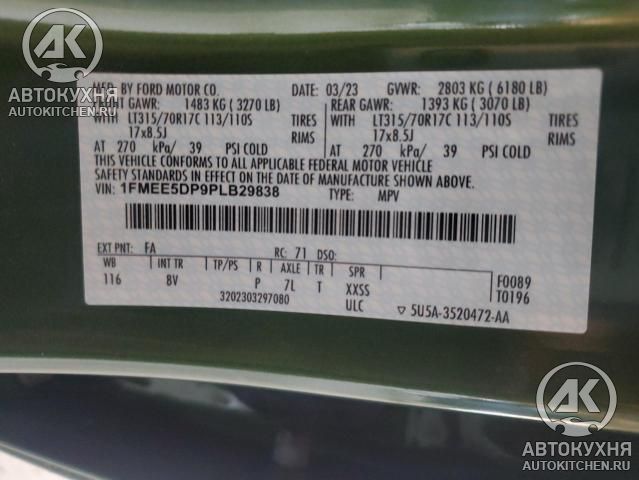 AK
АВТОКУХНЯ
AUTOKITCHEN.RU
MFD BY FORD MOTOR CO. DATE: 03/23 GVWR: 2803 KG ( 6180 LB)
FRONT GAWR: 1483 KG ( 3270 LB) REAR GAWR: 1393 KG ( 3070 LB)
WITH LT315/70R17C 113/110S TIRES WITH LT315/70R17C 113/110S TIRES
17x8.5J RIMS 17x8.5J RIMS
AT 270 kPa/ 39 PSI COLD AT 270 kPa/ 39 PSI COLD
THIS VEHICLE CONFORMS TO ALL APPLICABLE FEDERAL MOTOR VEHICLE
SAFETY STANDARDS IN EFFECT ON THE DATE OF MANUFACTURE SHOWN ABOVE.
VIN: 1FMEE5DP9PLB29838 TYPE: MPV
EXT PNT: FA RC: 71 DSO:
WB INT TR TP/PS R AXLE TR SPR
116 8V P 7L T XXSS
ULC
3202303297080
F0089
T0196
▽ 5U5A-3520472-AA
AK
АВТОКУХНЯ
AUTOKITCHEN.RU